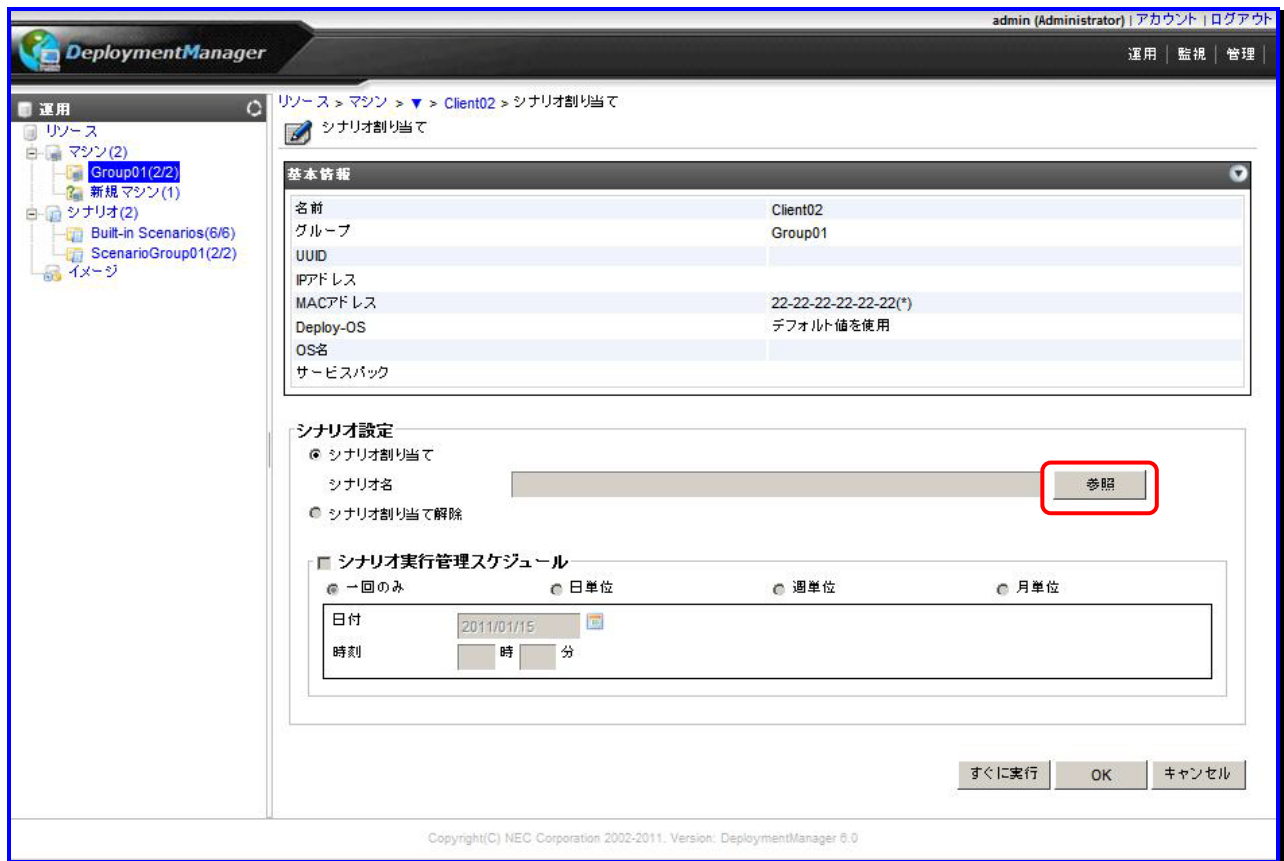 admin (Administrator) | アカウント | ログアウト
DeploymentManager
運用 | 監視 | 管理 |
運用
リソース
マシン(2)
Group01(2/2)
新規マシン(1)
シナリオ(2)
Built-in Scenarios(6/6)
ScenarioGroup01(2/2)
イメージ
リソース > マシン > ▼ > Client02 > シナリオ割り当て
シナリオ割り当て
基本情報
名前 Client02
グループ Group01
UUID
IPアドレス
MACアドレス 22-22-22-22-22-22(*)
Deploy-OS デフォルト値を使用
OS名
サービスパック
シナリオ設定
シナリオ割り当て
シナリオ名 参照
シナリオ割り当て解除
シナリオ実行管理スケジュール
一回のみ 日単位 週単位 月単位
日付 2011/01/15
時刻 時 分
すぐに実行 OK キャンセル
Copyright(C) NEC Corporation 2002-2011. Version: DeploymentManager 6.0